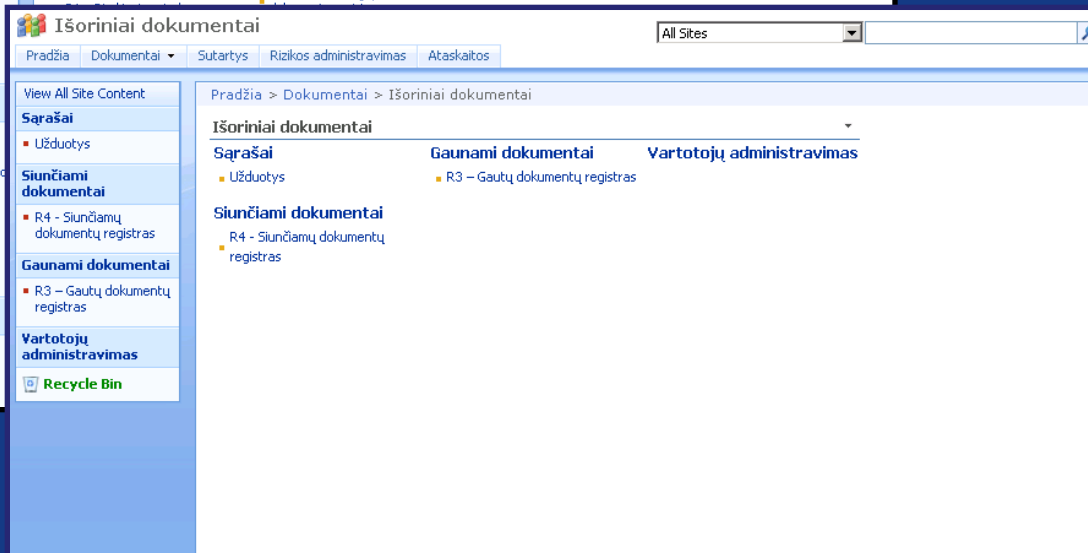 Išoriniai dokumentai
All Sites
Pradžia Dokumentai Sutartys Rizikos administravimas Ataskaitos
View All Site Content
Sąrašai
Užduotys
Siunčiami
dokumentai
R4 - Siunčiamų
dokumentų registras
Gaunami dokumentai
R3 – Gautų dokumentų
registras
Vartotojų
administravimas
Recycle Bin
Pradžia > Dokumentai > Išoriniai dokumentai
Išoriniai dokumentai
Sąrašai
Užduotys
Gaunami dokumentai
R3 – Gautų dokumentų registras
Vartotojų administravimas
Siunčiami dokumentai
R4 - Siunčiamų dokumentų
registras